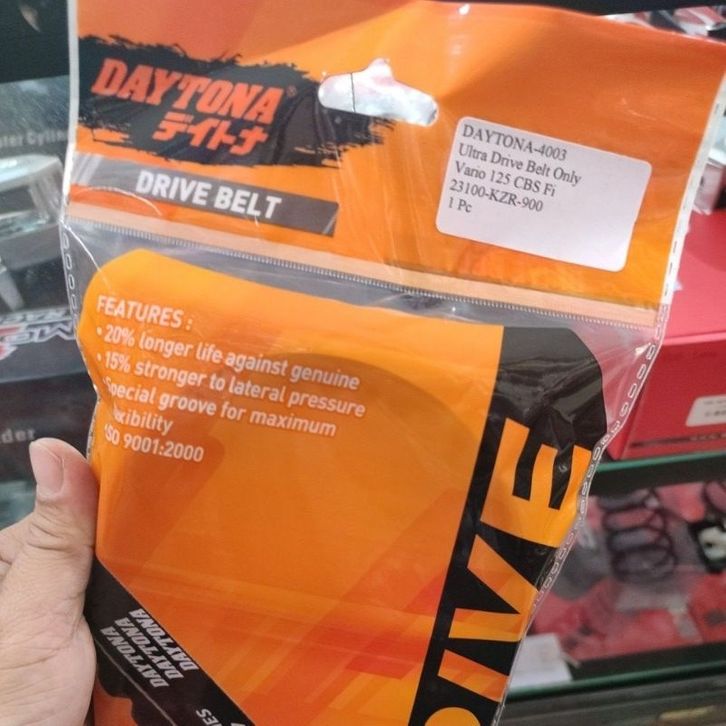 DAYTONA
デイトナ
DRIVE BELT
DAYTONA-4003
Ultra Drive Belt Only
Vario 125 CBS Fi
23100-KZR-900
1 Pc
FEATURES :
• 20% longer life against genuine
• 15% stronger to lateral pressure
Special groove for maximum
exibility
ISO 9001:2000
DAYTONA
DAYTONA
DAYTONA